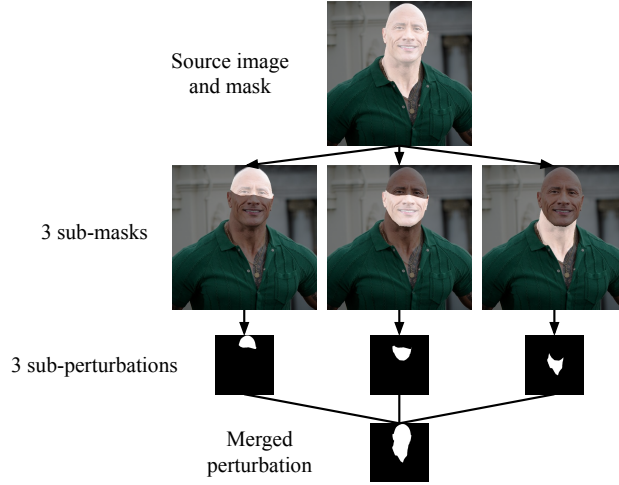 Source image
and mask
3 sub-masks
3 sub-perturbations
Merged
perturbation